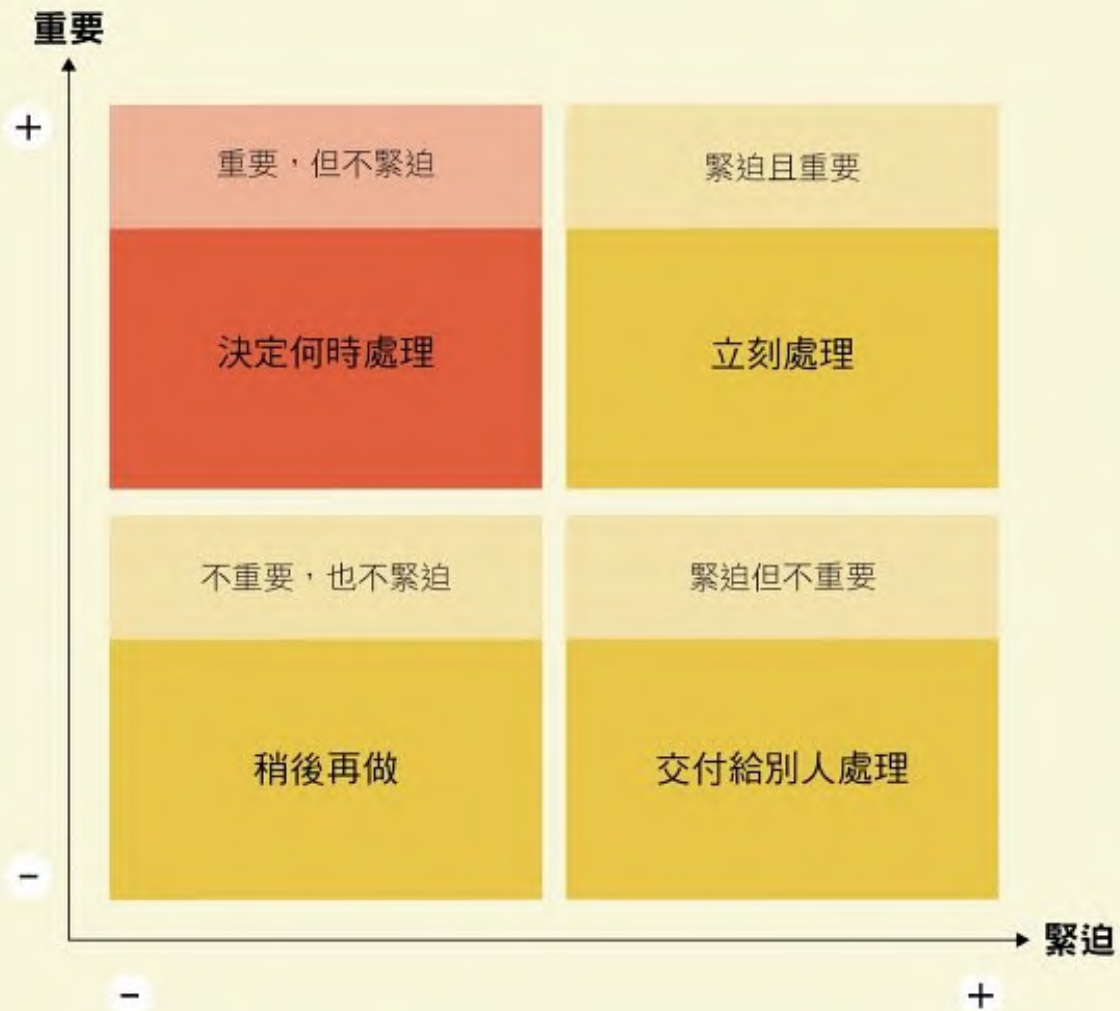 重要
+
重要，但不緊迫
緊迫且重要
決定何時處理
立刻處理
不重要，也不緊迫
緊迫但不重要
稍後再做
交付給別人處理
-
緊迫
-
+